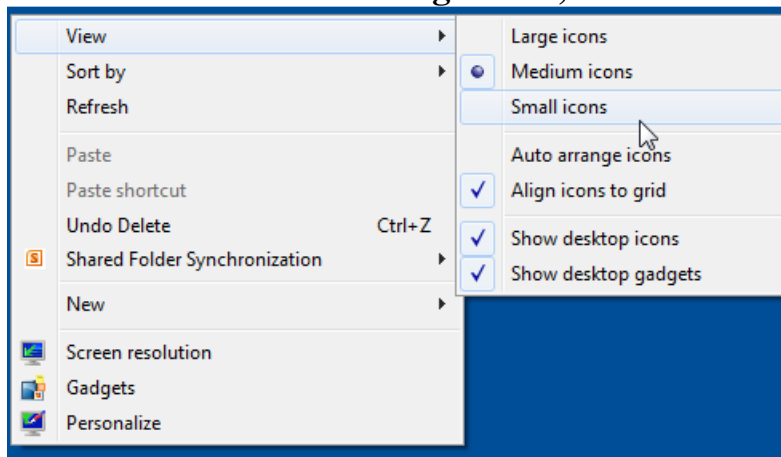 View
Sort by
Refresh
Paste
Paste shortcut
Undo Delete Ctrl+Z
S Shared Folder Synchronization
New
Screen resolution
Gadgets
Personalize
Large icons
Medium icons
Small icons
Auto arrange icons
Align icons to grid
Show desktop icons
Show desktop gadgets